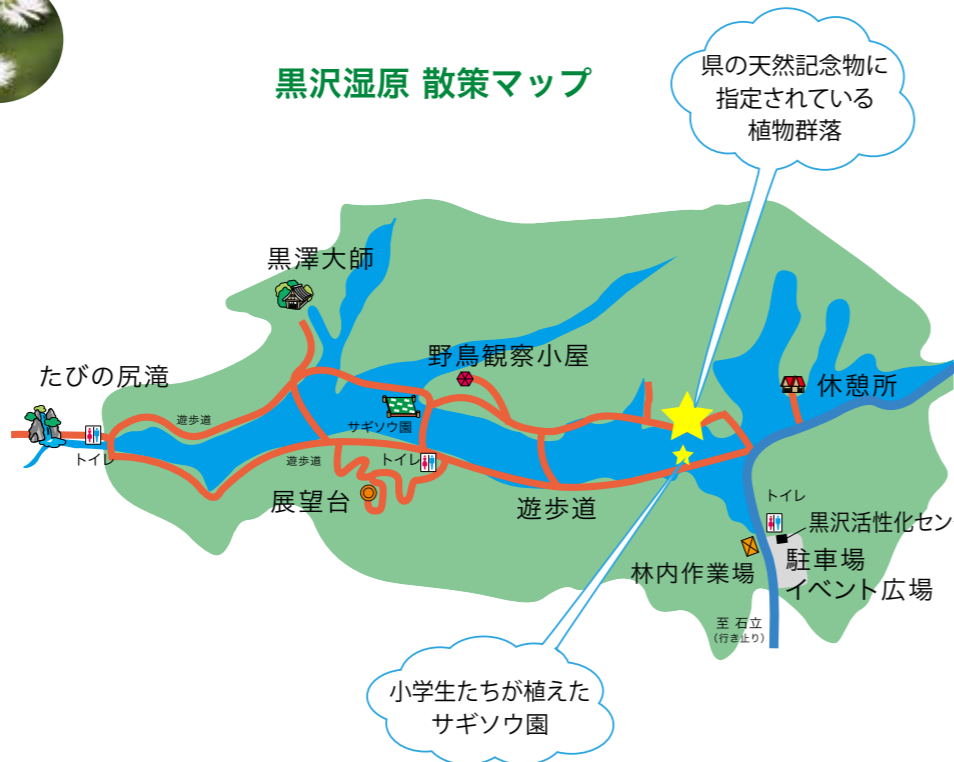 黒沢湿原 散策マップ
県の天然記念物に
指定されている
植物群落
黒澤大師
野鳥観察小屋
たびの尻滝
休憩所
遊歩道
サギソウ園
トイレ
遊歩道
トイレ
展望台
遊歩道
トイレ
黒沢活性化セン
林内作業場
駐車場
イベント広場
至 石立
(行き止り)
小学生たちが植えた
サギソウ園